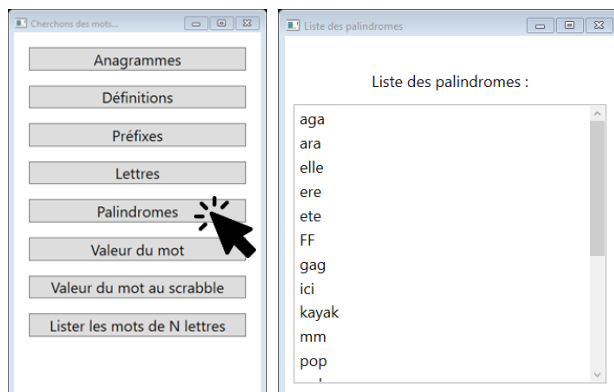 Cherchons des mots...
Anagrammes
Définitions
Préfixes
Lettres
Palindromes
Valeur du mot
Valeur du mot au scrabble
Lister les mots de N lettres
Liste des palindromes
Liste des palindromes :
aga
ara
elle
ere
ete
FF
gag
ici
kayak
mm
pop